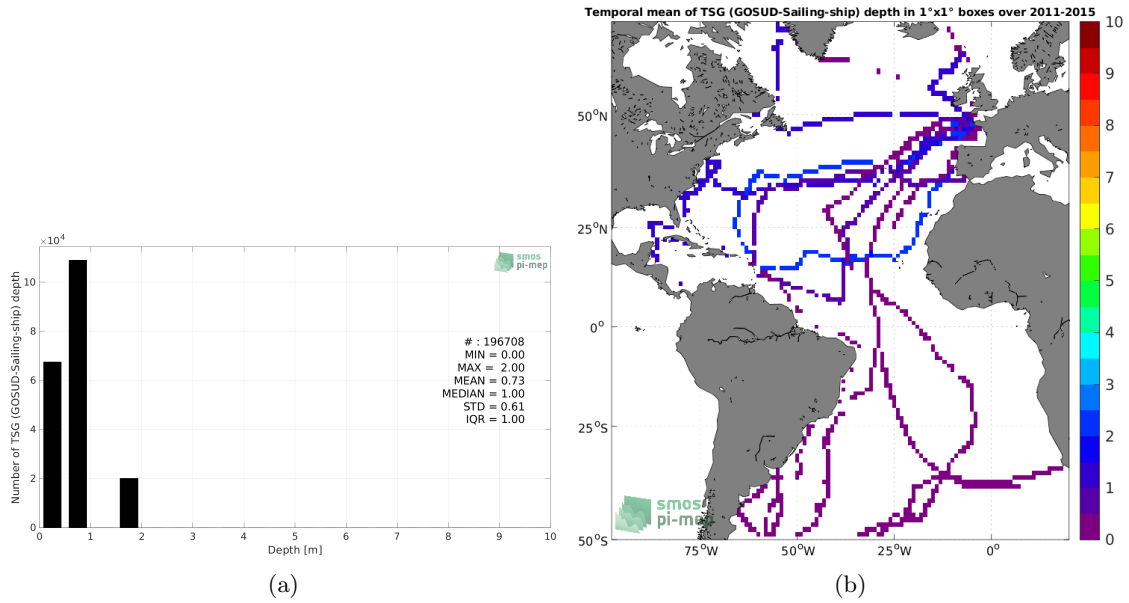 Temporal mean of TSG (GOSUD-Sailing-ship) depth in 1°x1° boxes over 2011-2015
×10⁴
Number of TSG (GOSUD-Sailing-ship) depth
10
8
6
4
2
0
smos
pi-mep
# : 196708
MIN = 0.00
MAX = 2.00
MEAN = 0.73
MEDIAN = 1.00
STD = 0.61
IQR = 1.00
0 1 2 3 4 5 6 7 8 9 10
Depth [m]
(a)
50°N
25°N
0°
25°S
50°S
75°W 50°W 25°W 0°
smos
pi-mep
10
9
8
7
6
5
4
3
2
1
0
(b)